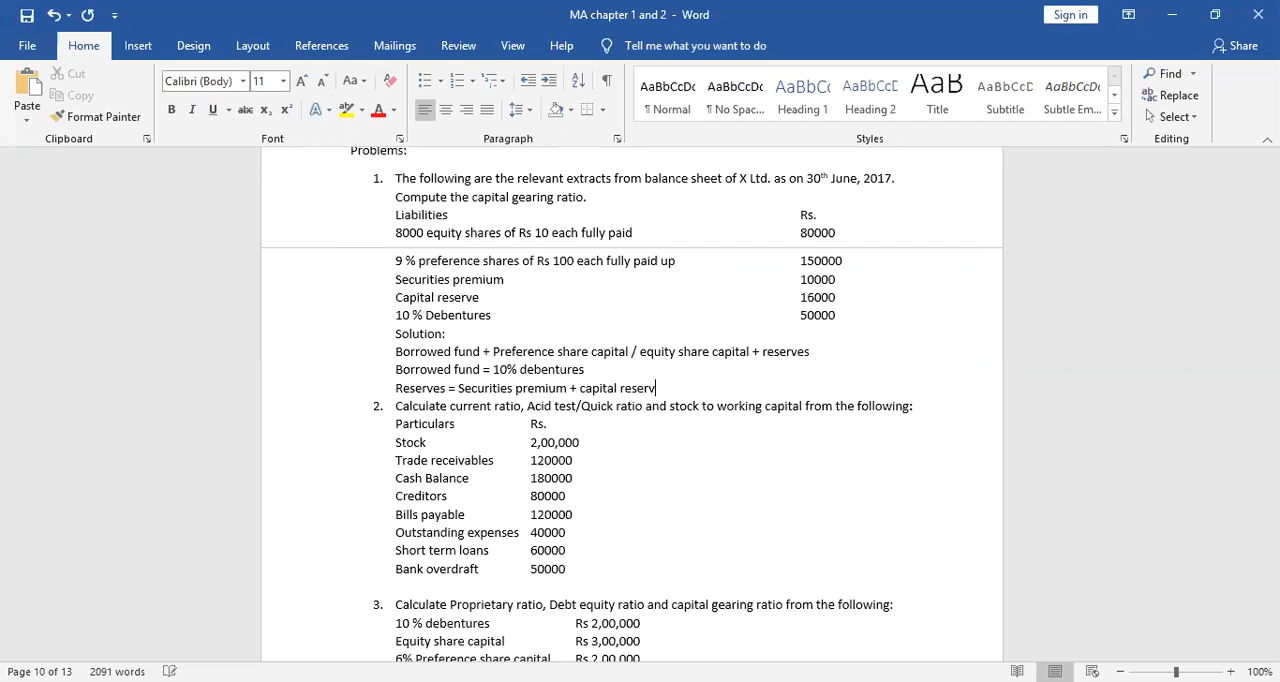 MA chapter 1 and 2 - Word
Sign in
File Home Insert Design Layout References Mailings Review View Help Tell me what you want to do Share
Paste
Cut
Copy
Format Painter
Calibri (Body) 11
AaBbCcDc AaBbCcDc AaBbCc AaBbCcD AaB AaBbCcD AaBbCcDc
¶ Normal ¶ No Spac... Heading 1 Heading 2 Title Subtitle Subtle Em...
Find
Replace
Select
Clipboard Font Paragraph Styles Editing
Problems:
1. The following are the relevant extracts from balance sheet of X Ltd. as on 30th June, 2017.
Compute the capital gearing ratio.
Liabilities Rs.
8000 equity shares of Rs 10 each fully paid 80000
9 % preference shares of Rs 100 each fully paid up 150000
Securities premium 10000
Capital reserve 16000
10 % Debentures 50000
Solution:
Borrowed fund + Preference share capital / equity share capital + reserves
Borrowed fund = 10% debentures
Reserves = Securities premium + capital reserv
2. Calculate current ratio, Acid test/Quick ratio and stock to working capital from the following:
Particulars Rs.
Stock 2,00,000
Trade receivables 120000
Cash Balance 180000
Creditors 80000
Bills payable 120000
Outstanding expenses 40000
Short term loans 60000
Bank overdraft 50000
3. Calculate Proprietary ratio, Debt equity ratio and capital gearing ratio from the following:
10 % debentures Rs 2,00,000
Equity share capital Rs 3,00,000
6% Preference share capital Rs 2,00,000
Page 10 of 13 2091 words 100%